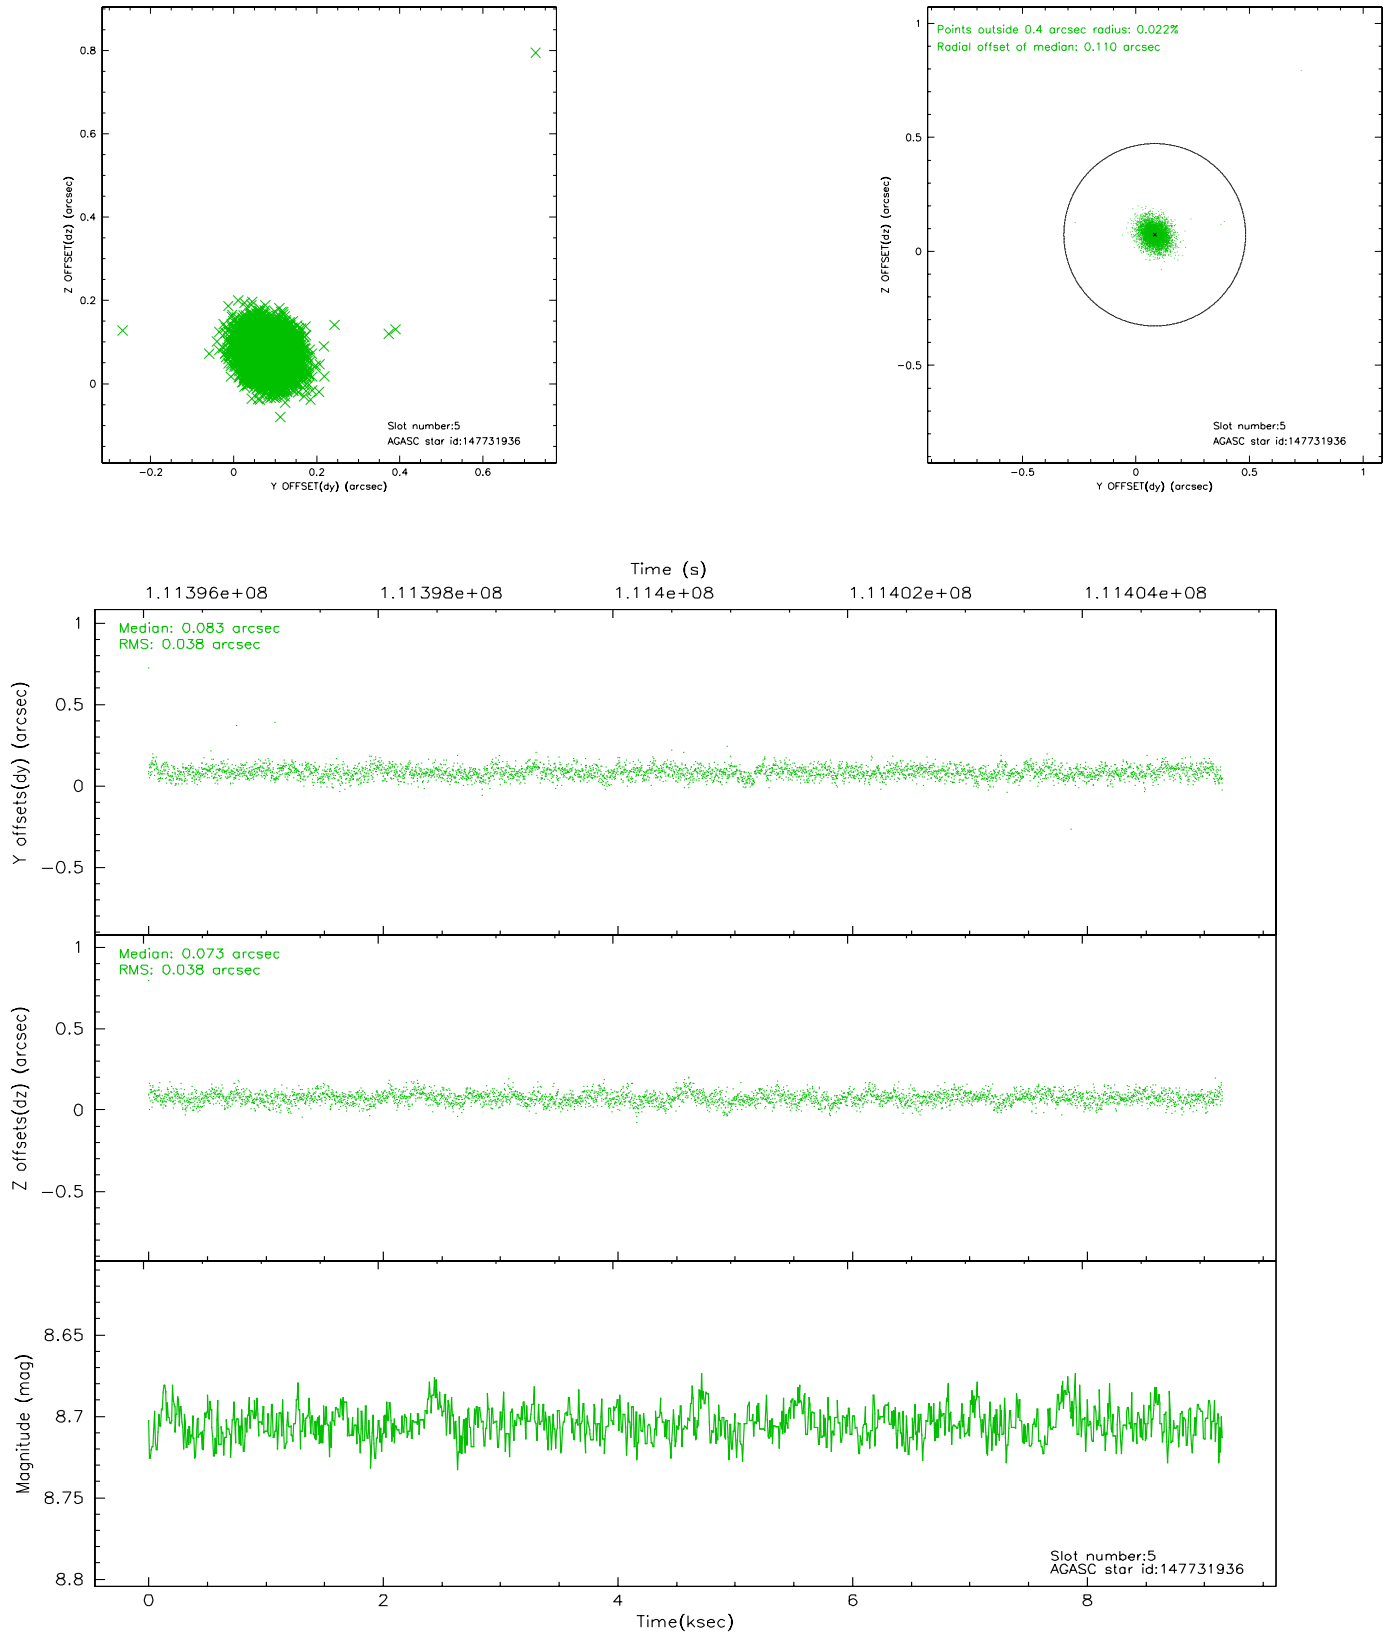 0.8
0.6
0.4
0.2
0
Z OFFSET(dz) (arcsec)
Slot number:5
AGASC star id:147731936
−0.2 0 0.2 0.4 0.6
Y OFFSET(dy) (arcsec)
Points outside 0.4 arcsec radius: 0.022%
Radial offset of median: 0.110 arcsec
1
0.5
0
−0.5
Z OFFSET(dz) (arcsec)
Slot number:5
AGASC star id:147731936
−0.5 0 0.5 1
Y OFFSET(dy) (arcsec)
Time (s)
1.11396e+08 1.11398e+08 1.114e+08 1.11402e+08 1.11404e+08
Median: 0.083 arcsec
RMS: 0.038 arcsec
1
0.5
0
−0.5
Y offsets(dy) (arcsec)
Median: 0.073 arcsec
RMS: 0.038 arcsec
1
0.5
0
−0.5
Z offsets(dz) (arcsec)
8.65
8.7
8.75
8.8
Magnitude (mag)
Slot number:5
AGASC star id:147731936
0 2 4 6 8
Time(ksec)